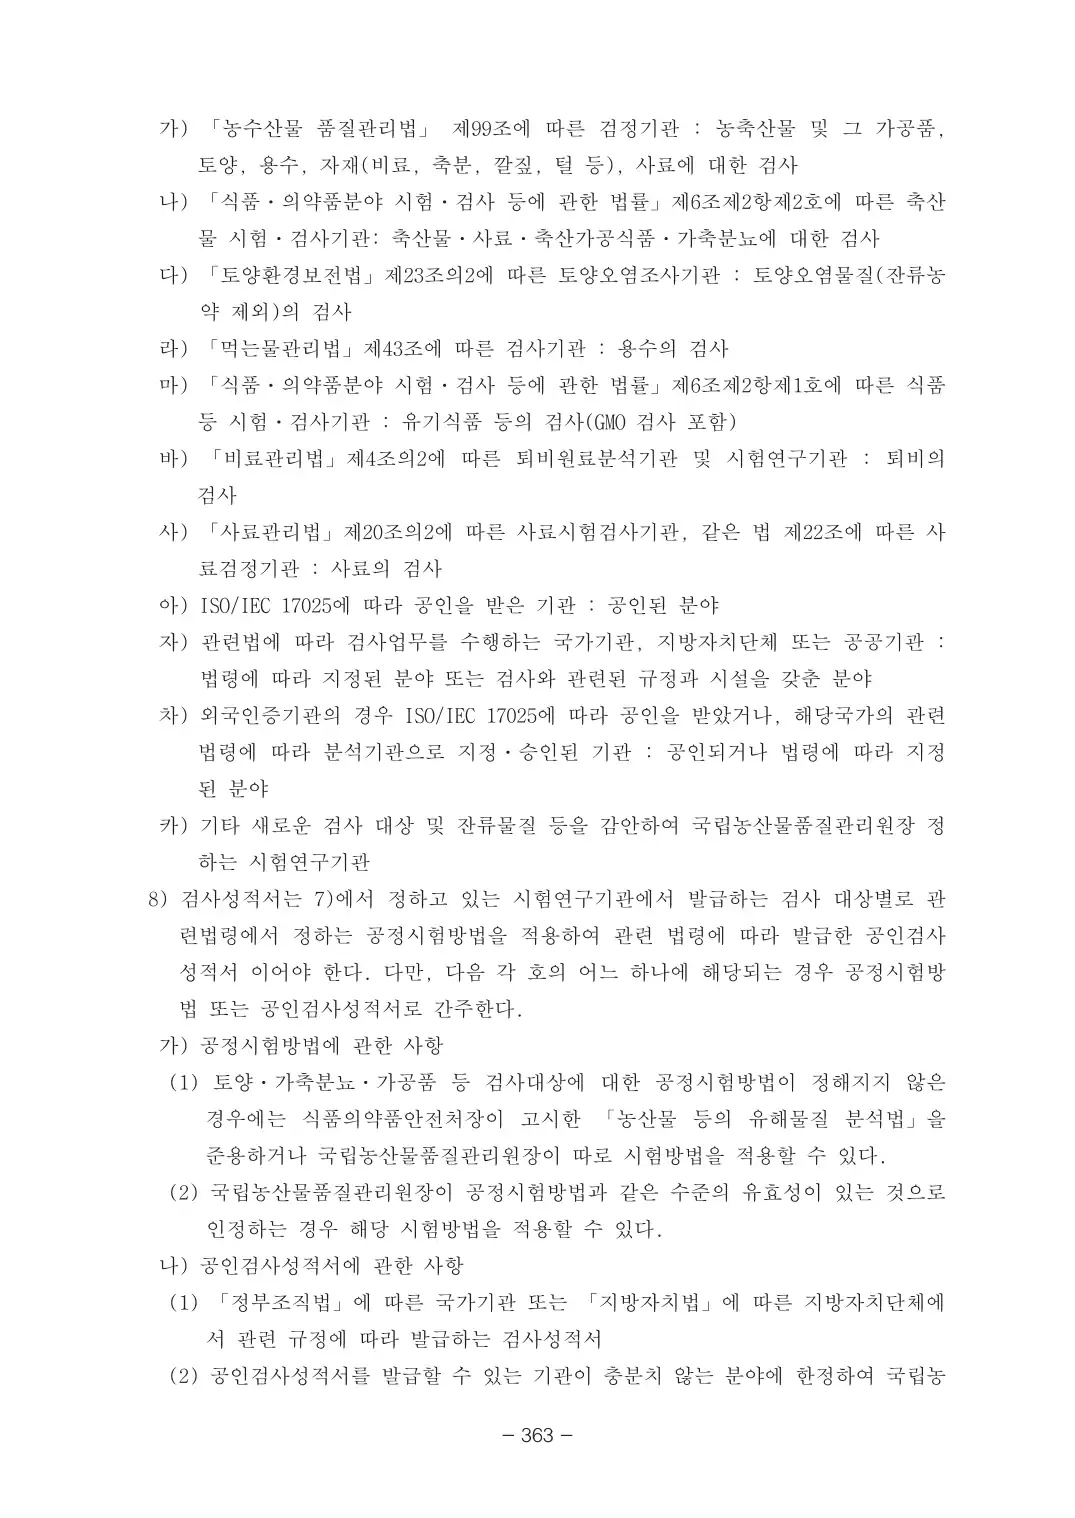 가) 「농수산물 품질관리법」 제99조에 따른 검정기관 : 농축산물 및 그 가공품,
토양, 용수, 자재(비료, 축분, 깔짚, 털 등), 사료에 대한 검사
나) 「식품·의약품분야 시험·검사 등에 관한 법률」제6조제2항제2호에 따른 축산
물 시험·검사기관: 축산물·사료·축산가공식품·가축분뇨에 대한 검사
다) 「토양환경보전법」제23조의2에 따른 토양오염조사기관 : 토양오염물질(잔류농
약 제외)의 검사
라) 「먹는물관리법」제43조에 따른 검사기관 : 용수의 검사
마) 「식품·의약품분야 시험·검사 등에 관한 법률」제6조제2항제1호에 따른 식품
등 시험·검사기관 : 유기식품 등의 검사(GMO 검사 포함)
바) 「비료관리법」제4조의2에 따른 퇴비원료분석기관 및 시험연구기관 : 퇴비의
검사
사) 「사료관리법」제20조의2에 따른 사료시험검사기관, 같은 법 제22조에 따른 사
료검정기관 : 사료의 검사
아) ISO/IEC 17025에 따라 공인을 받은 기관 : 공인된 분야
자) 관련법에 따라 검사업무를 수행하는 국가기관, 지방자치단체 또는 공공기관 :
법령에 따라 지정된 분야 또는 검사와 관련된 규정과 시설을 갖춘 분야
차) 외국인증기관의 경우 ISO/IEC 17025에 따라 공인을 받았거나, 해당국가의 관련
법령에 따라 분석기관으로 지정·승인된 기관 : 공인되거나 법령에 따라 지정
된 분야
카) 기타 새로운 검사 대상 및 잔류물질 등을 감안하여 국립농산물품질관리원장 정
하는 시험연구기관
8) 검사성적서는 7)에서 정하고 있는 시험연구기관에서 발급하는 검사 대상별로 관
련법령에서 정하는 공정시험방법을 적용하여 관련 법령에 따라 발급한 공인검사
성적서 이어야 한다. 다만, 다음 각 호의 어느 하나에 해당되는 경우 공정시험방
법 또는 공인검사성적서로 간주한다.
가) 공정시험방법에 관한 사항
(1) 토양·가축분뇨·가공품 등 검사대상에 대한 공정시험방법이 정해지지 않은
경우에는 식품의약품안전처장이 고시한 「농산물 등의 유해물질 분석법」을
준용하거나 국립농산물품질관리원장이 따로 시험방법을 적용할 수 있다.
(2) 국립농산물품질관리원장이 공정시험방법과 같은 수준의 유효성이 있는 것으로
인정하는 경우 해당 시험방법을 적용할 수 있다.
나) 공인검사성적서에 관한 사항
(1) 「정부조직법」에 따른 국가기관 또는 「지방자치법」에 따른 지방자치단체에
서 관련 규정에 따라 발급하는 검사성적서
(2) 공인검사성적서를 발급할 수 있는 기관이 충분치 않는 분야에 한정하여 국립농
– 363 –